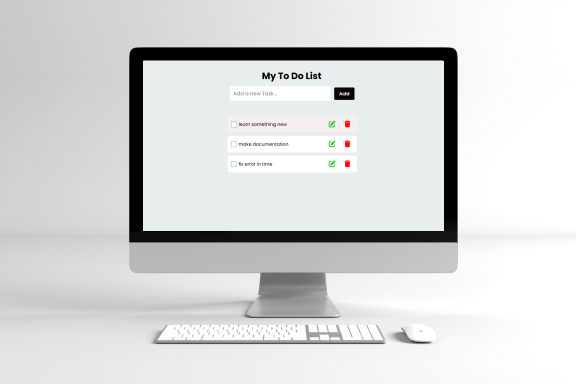 My To Do List
Add a new Task...
Add
learn something new
make documentation
fix error in time